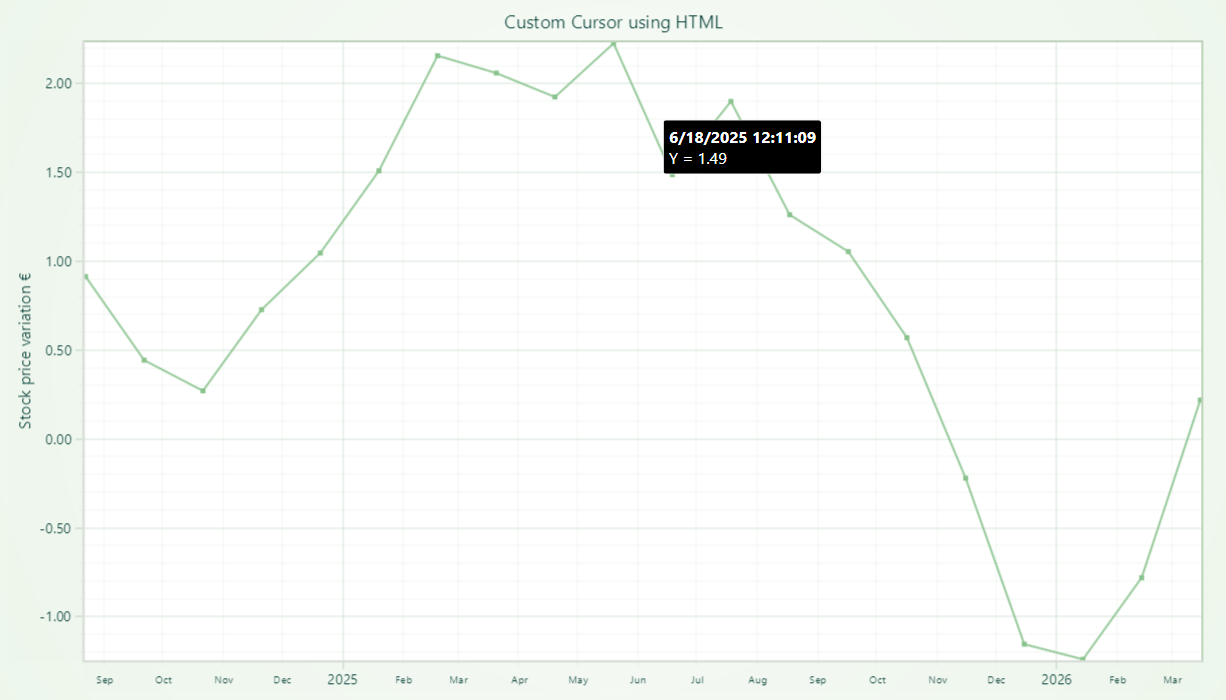 Custom Cursor using HTML
Stock price variation €
2.00
1.50
1.00
0.50
0.00
-0.50
-1.00
6/18/2025 12:11:09
Y = 1.49
Sep Oct Nov Dec 2025 Feb Mar Apr May Jun Jul Aug Sep Oct Nov Dec 2026 Feb Mar